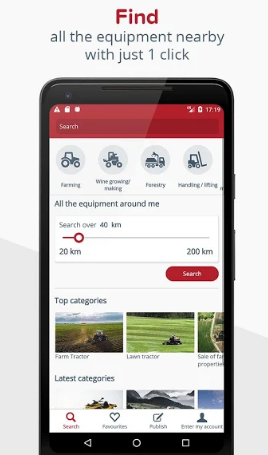 Find
all the equipment nearby
with just 1 click
17:19
Search
Farming
Wine growing/
making
Forestry
Handling / lifting
All the equipment around me
Search over 40 km
20 km
200 km
Search
Top categories
Farm Tractor
Lawn tractor
Sale of far
properties
Latest categories
Search
Favourites
Publish
Enter my account